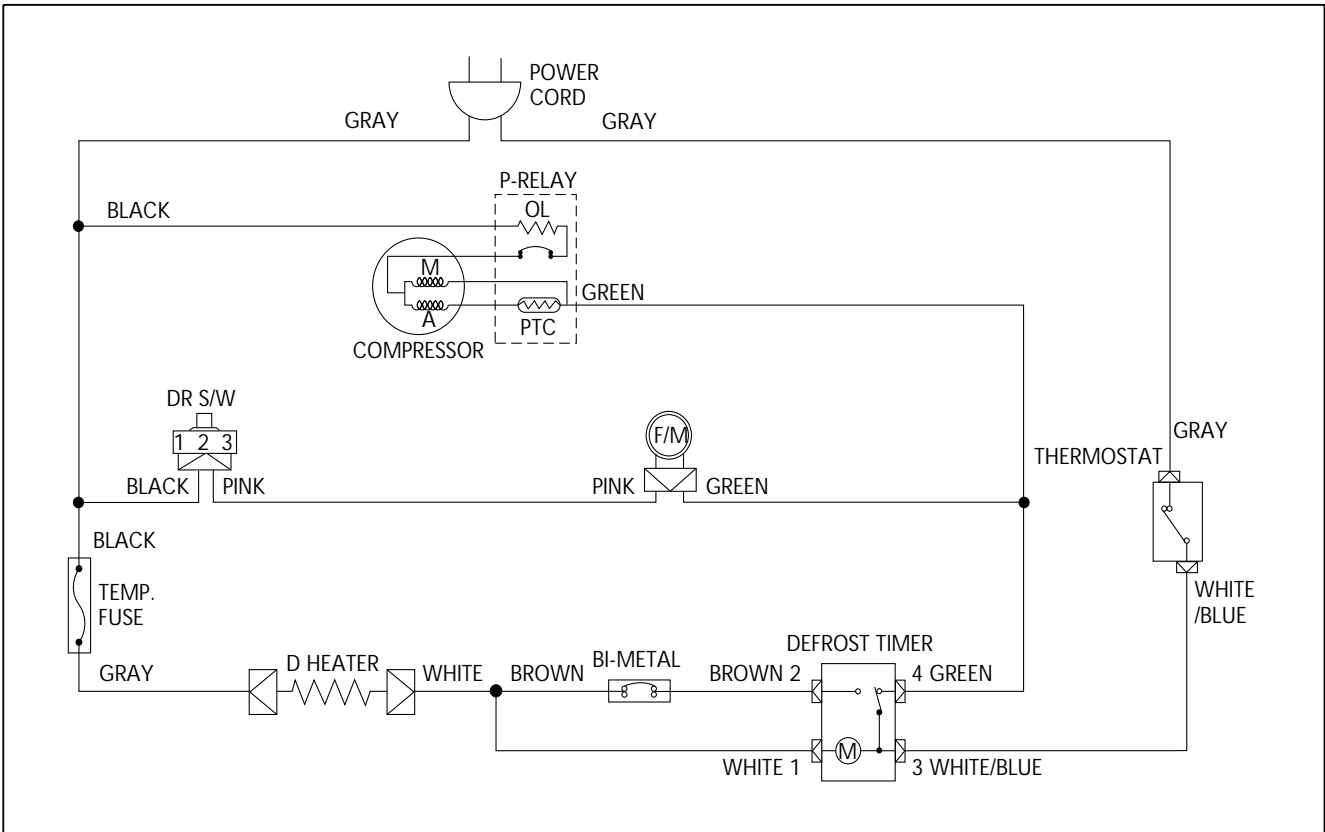 POWER
CORD
GRAY
GRAY
P-RELAY
BLACK
OL
M
GREEN
A
PTC
COMPRESSOR
DR S/W
1 2 3
F/M
GRAY
THERMOSTAT
BLACK
PINK
PINK
GREEN
BLACK
TEMP.
FUSE
WHITE
/BLUE
DEFROST TIMER
D HEATER
BI-METAL
GRAY
WHITE
BROWN
BROWN 2
4 GREEN
M
WHITE 1
3 WHITE/BLUE